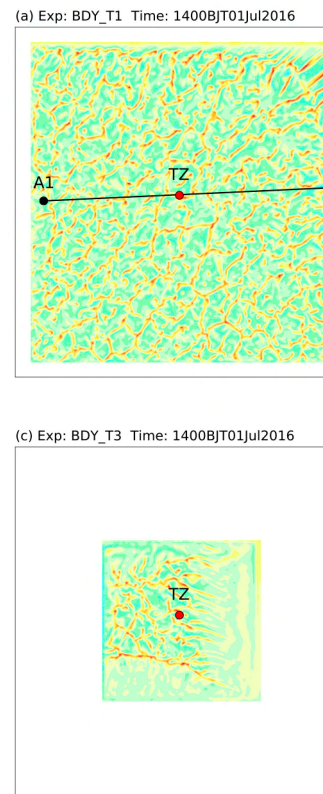 (a) Exp: BDY_T1 Time: 1400BJT01Jul2016
TZ
A1
(c) Exp: BDY_T3 Time: 1400BJT01Jul2016
TZ